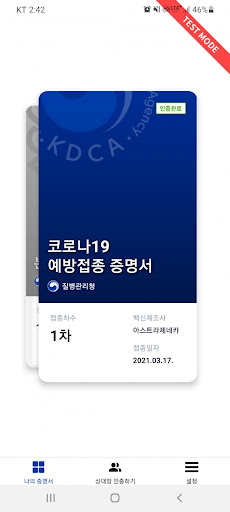 KT 2:42
46%
TEST MODE
Agency
KDCA
인증완료
코로나19
예방접종 증명서
질병관리청
접종차수
1차
백신제조사
아스트라제네카
접종일자
2021.03.17.
나의 증명서
상대방 인증하기
설정